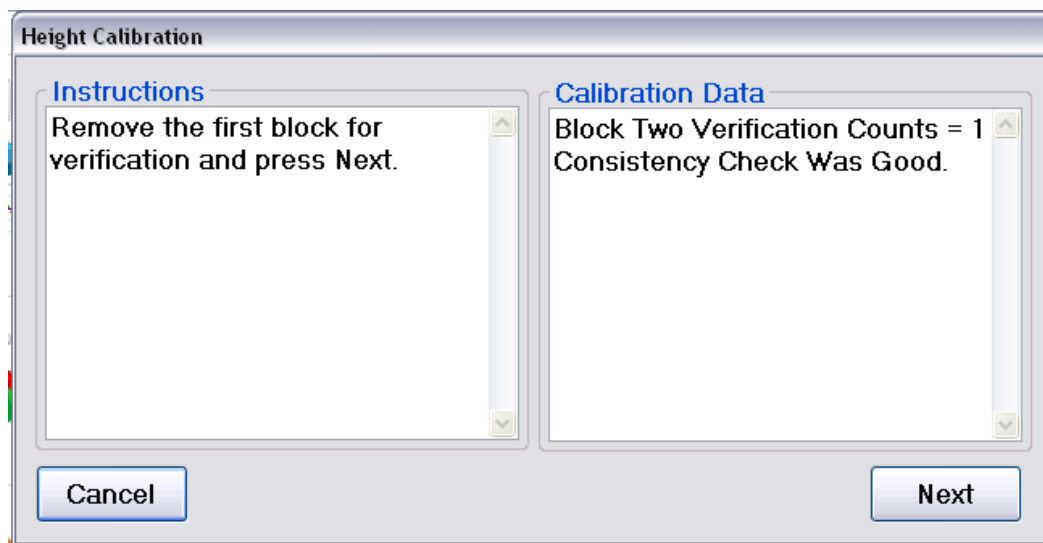 Height Calibration
Instructions
Remove the first block for
verification and press Next.
Calibration Data
Block Two Verification Counts = 1
Consistency Check Was Good.
Cancel
Next